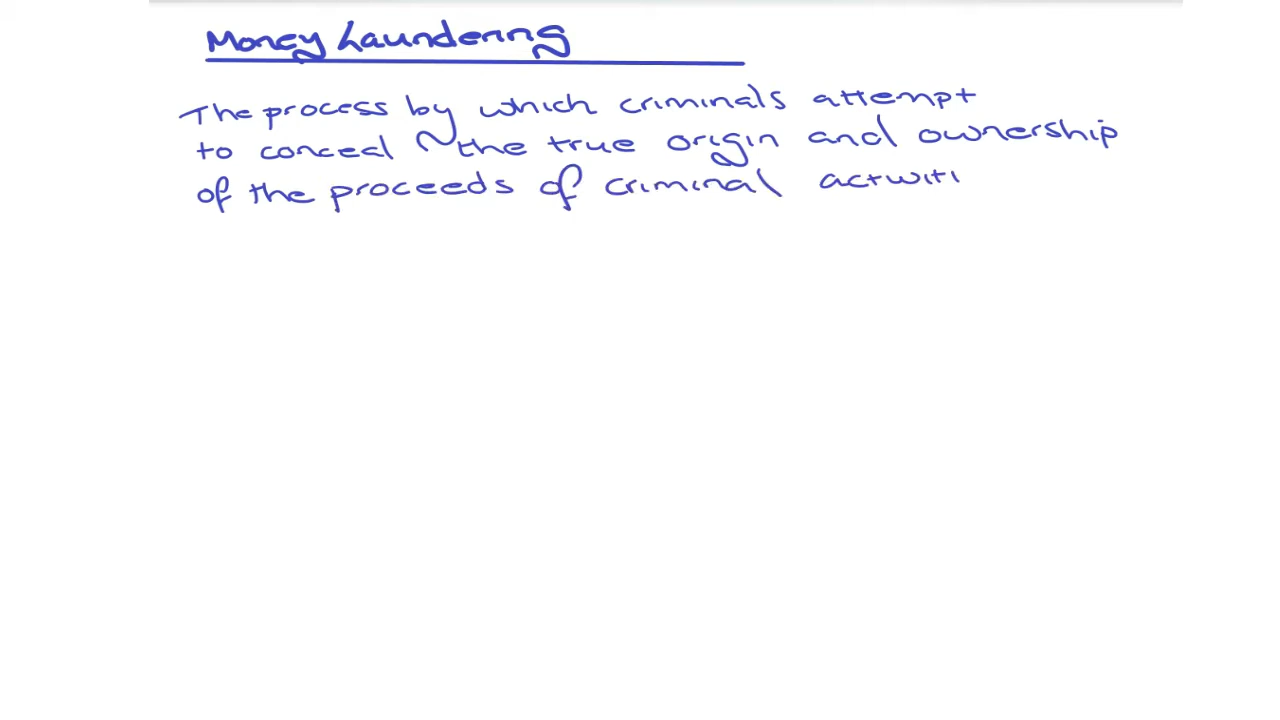 Money Laundering
The process by which criminals attempt
to conceal the true origin and ownership
of the proceeds of criminal activiti